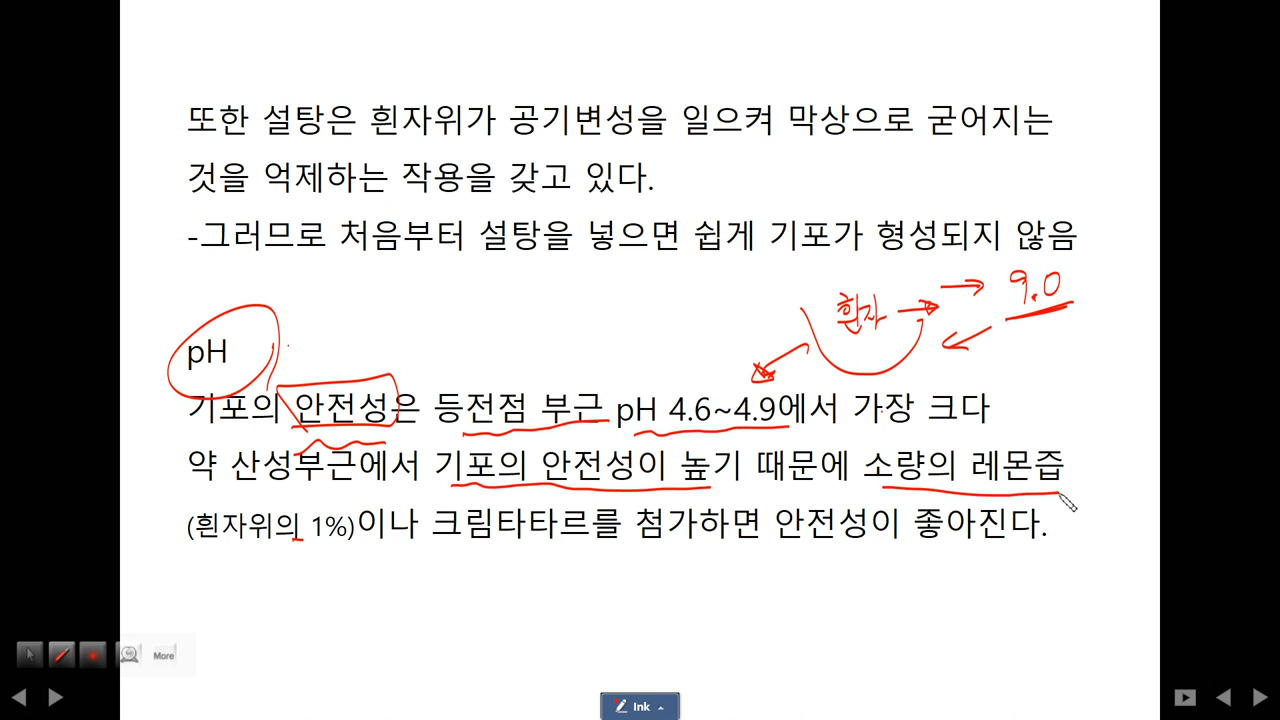 또한 설탕은 흰자위가 공기변성을 일으켜 막상으로 굳어지는
것을 억제하는 작용을 갖고 있다.
-그러므로 처음부터 설탕을 넣으면 쉽게 기포가 형성되지 않음
흰자 9.0
pH
기포의 안전성은 등전점 부근 pH 4.6~4.9에서 가장 크다
약 산성부근에서 기포의 안전성이 높기 때문에 소량의 레몬즙
(흰자위의 1%)이나 크림타타르를 첨가하면 안전성이 좋아진다.
More
Ink